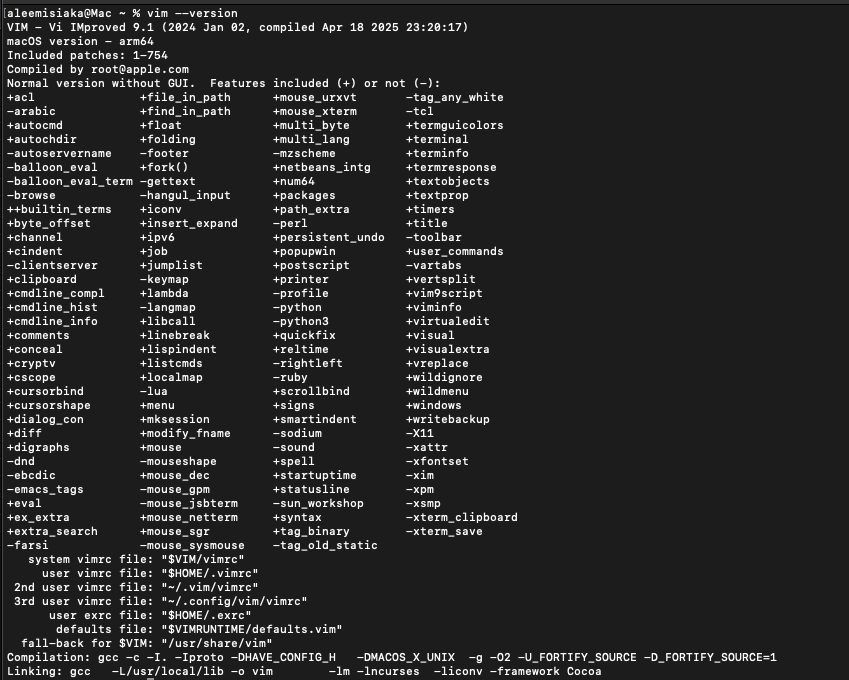 aleemisiaka@Mac ~ % vim --version
VIM - Vi IMproved 9.1 (2024 Jan 02, compiled Apr 18 2025 23:20:17)
macOS version - arm64
Included patches: 1-754
Compiled by root@apple.com
Normal version without GUI.  Features included (+) or not (-):
+acl               +file_in_path      +mouse_urxvt       -tag_any_white
-arabic            +find_in_path      +mouse_xterm       -tcl
+autocmd           +float             +multi_byte        +termguicolors
+autochdir         +folding           +multi_lang        +terminal
-autoservername    -footer            -mzscheme          +terminfo
-balloon_eval      +fork()            +netbeans_intg     +termresponse
-balloon_eval_term -gettext           +num64             +textobjects
-browse            -hangul_input      +packages          +textprop
++builtin_terms    +iconv             +path_extra        +timers
+byte_offset       +insert_expand     -perl              +title
+channel           +ipv6              +persistent_undo   -toolbar
+cindent           +job               +popupwin          +user_commands
-clientserver      +jumplist          +postscript        -vartabs
+clipboard         -keymap            +printer           +vertsplit
+cmdline_compl     +lambda            -profile           +vim9script
+cmdline_hist      -langmap           -python            +viminfo
+cmdline_info      +libcall           -python3           +virtualedit
+comments          +linebreak         +quickfix          +visual
+conceal           +lispindent        +reltime           +visualextra
+cryptv            +listcmds          -rightleft         +vreplace
+cscope            +localmap          -ruby              +wildignore
+cursorbind        -lua               +scrollbind        +wildmenu
+cursorshape       +menu              +signs             +windows
+dialog_con        +mksession         +smartindent       +writebackup
+diff              +modify_fname      -sodium            -X11
+digraphs          +mouse             -sound             -xattr
-dnd               -mouseshape        +spell             -xfontset
-ebcdic            +mouse_dec         +startuptime       -xim
-emacs_tags        -mouse_gpm         +statusline        -xpm
+eval              -mouse_jsbterm     -sun_workshop      -xsmp
+ex_extra          +mouse_netterm     +syntax            -xterm_clipboard
+extra_search      +mouse_sgr         +tag_binary        -xterm_save
-farsi             -mouse_sysmouse    -tag_old_static
   system vimrc file: "$VIM/vimrc"
     user vimrc file: "$HOME/.vimrc"
 2nd user vimrc file: "~/.vim/vimrc"
 3rd user vimrc file: "~/.config/vim/vimrc"
      user exrc file: "$HOME/.exrc"
       defaults file: "$VIMRUNTIME/defaults.vim"
  fall-back for $VIM: "/usr/share/vim"
Compilation: gcc -c -I. -Iproto -DHAVE_CONFIG_H   -DMACOS_X_UNIX  -g -O2 -U_FORTIFY_SOURCE -D_FORTIFY_SOURCE=1
Linking: gcc   -L/usr/local/lib -o vim        -lm -lncurses  -liconv -framework Cocoa